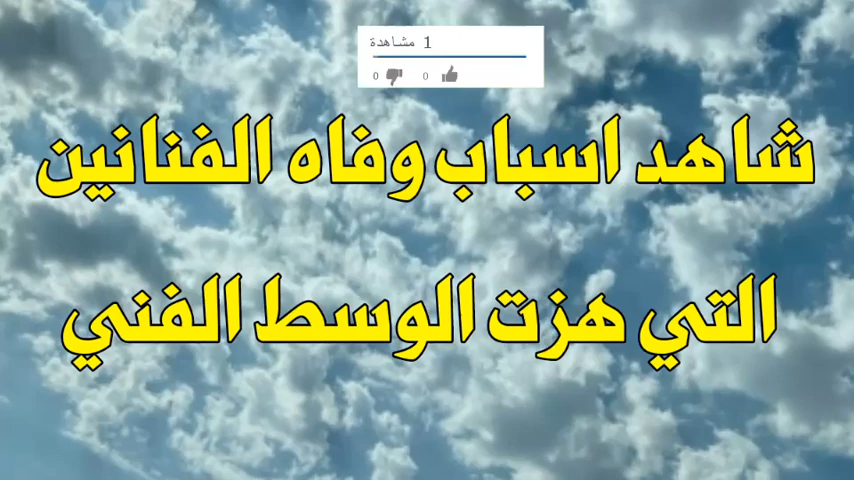 1 مشاهدة
0 0
شاهد اسباب وفاه الفنانين
التي هزت الوسط الفني